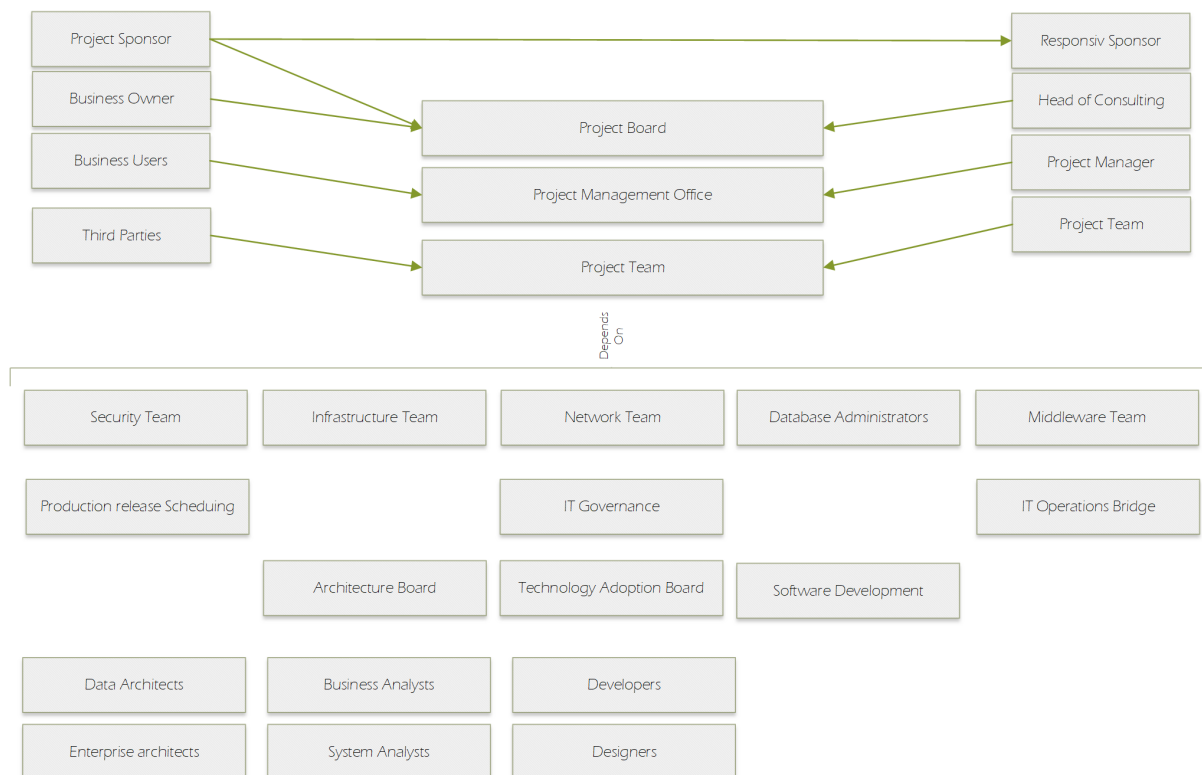 Project Sponsor
Responsiv Sponsor
Business Owner
Head of Consulting
Project Board
Business Users
Project Manager
Project Management Office
Third Parties
Project Team
Project Team
Depends
On
Security Team
Infrastructure Team
Network Team
Database Administrators
Middleware Team
Production release Scheduing
IT Governance
IT Operations Bridge
Architecture Board
Technology Adoption Board
Software Development
Data Architects
Business Analysts
Developers
Enterprise architects
System Analysts
Designers